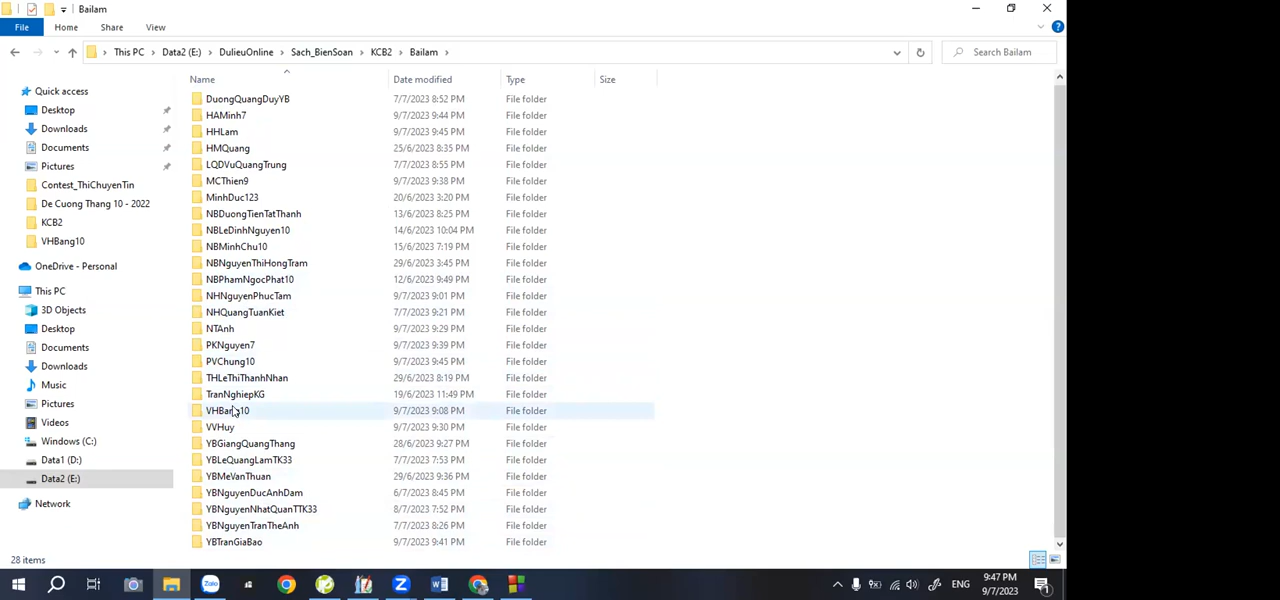 Bailam
File Home Share View
This PC Data2 (E:) DulieuOnline Sach_BienSoan KCB2 Bailam
Search Bailam
Name Date modified Type Size
Quick access
Desktop
Downloads
Documents
Pictures
Contest_ThiChuyenTin
De Cuong Thang 10 - 2022
KCB2
VHBang10
OneDrive - Personal
This PC
3D Objects
Desktop
Documents
Downloads
Music
Pictures
Videos
Windows (C:)
Data1 (D:)
Data2 (E:)
Network
DuongQuangDuyYB 7/7/2023 8:52 PM File folder
HAMinh7 9/7/2023 9:44 PM File folder
HHLam 9/7/2023 9:45 PM File folder
HMQuang 25/6/2023 8:35 PM File folder
LQDVuQuangTrung 7/7/2023 8:55 PM File folder
MCThien9 9/7/2023 9:38 PM File folder
MinhDuc123 20/6/2023 3:20 PM File folder
NBDuongTienTatThanh 13/6/2023 8:25 PM File folder
NBLeDinhNguyen10 14/6/2023 10:04 PM File folder
NBMinhChu10 15/6/2023 7:19 PM File folder
NBNguyenThiHongTram 29/6/2023 3:45 PM File folder
NBPhamNgocPhat10 12/6/2023 9:49 PM File folder
NHNguyenPhucTam 9/7/2023 9:01 PM File folder
NHQuangTuanKiet 7/7/2023 9:21 PM File folder
NTAnh 9/7/2023 9:29 PM File folder
PKNguyen7 9/7/2023 9:39 PM File folder
PVChung10 9/7/2023 9:45 PM File folder
THLeThiThanhNhan 29/6/2023 8:19 PM File folder
TranNghiepKG 19/6/2023 11:49 PM File folder
VHBang10 9/7/2023 9:08 PM File folder
VVHuy 9/7/2023 9:30 PM File folder
YBGiangQuangThang 28/6/2023 9:27 PM File folder
YBLeQuangLamTK33 7/7/2023 7:53 PM File folder
YBMeVanThuan 29/6/2023 9:36 PM File folder
YBNguyenDucAnhDam 6/7/2023 8:45 PM File folder
YBNguyenNhatQuanTTK33 8/7/2023 7:52 PM File folder
YBNguyenTranTheAnh 7/7/2023 8:26 PM File folder
YBTranGiaBao 9/7/2023 9:41 PM File folder
28 items
ENG
9:47 PM
9/7/2023